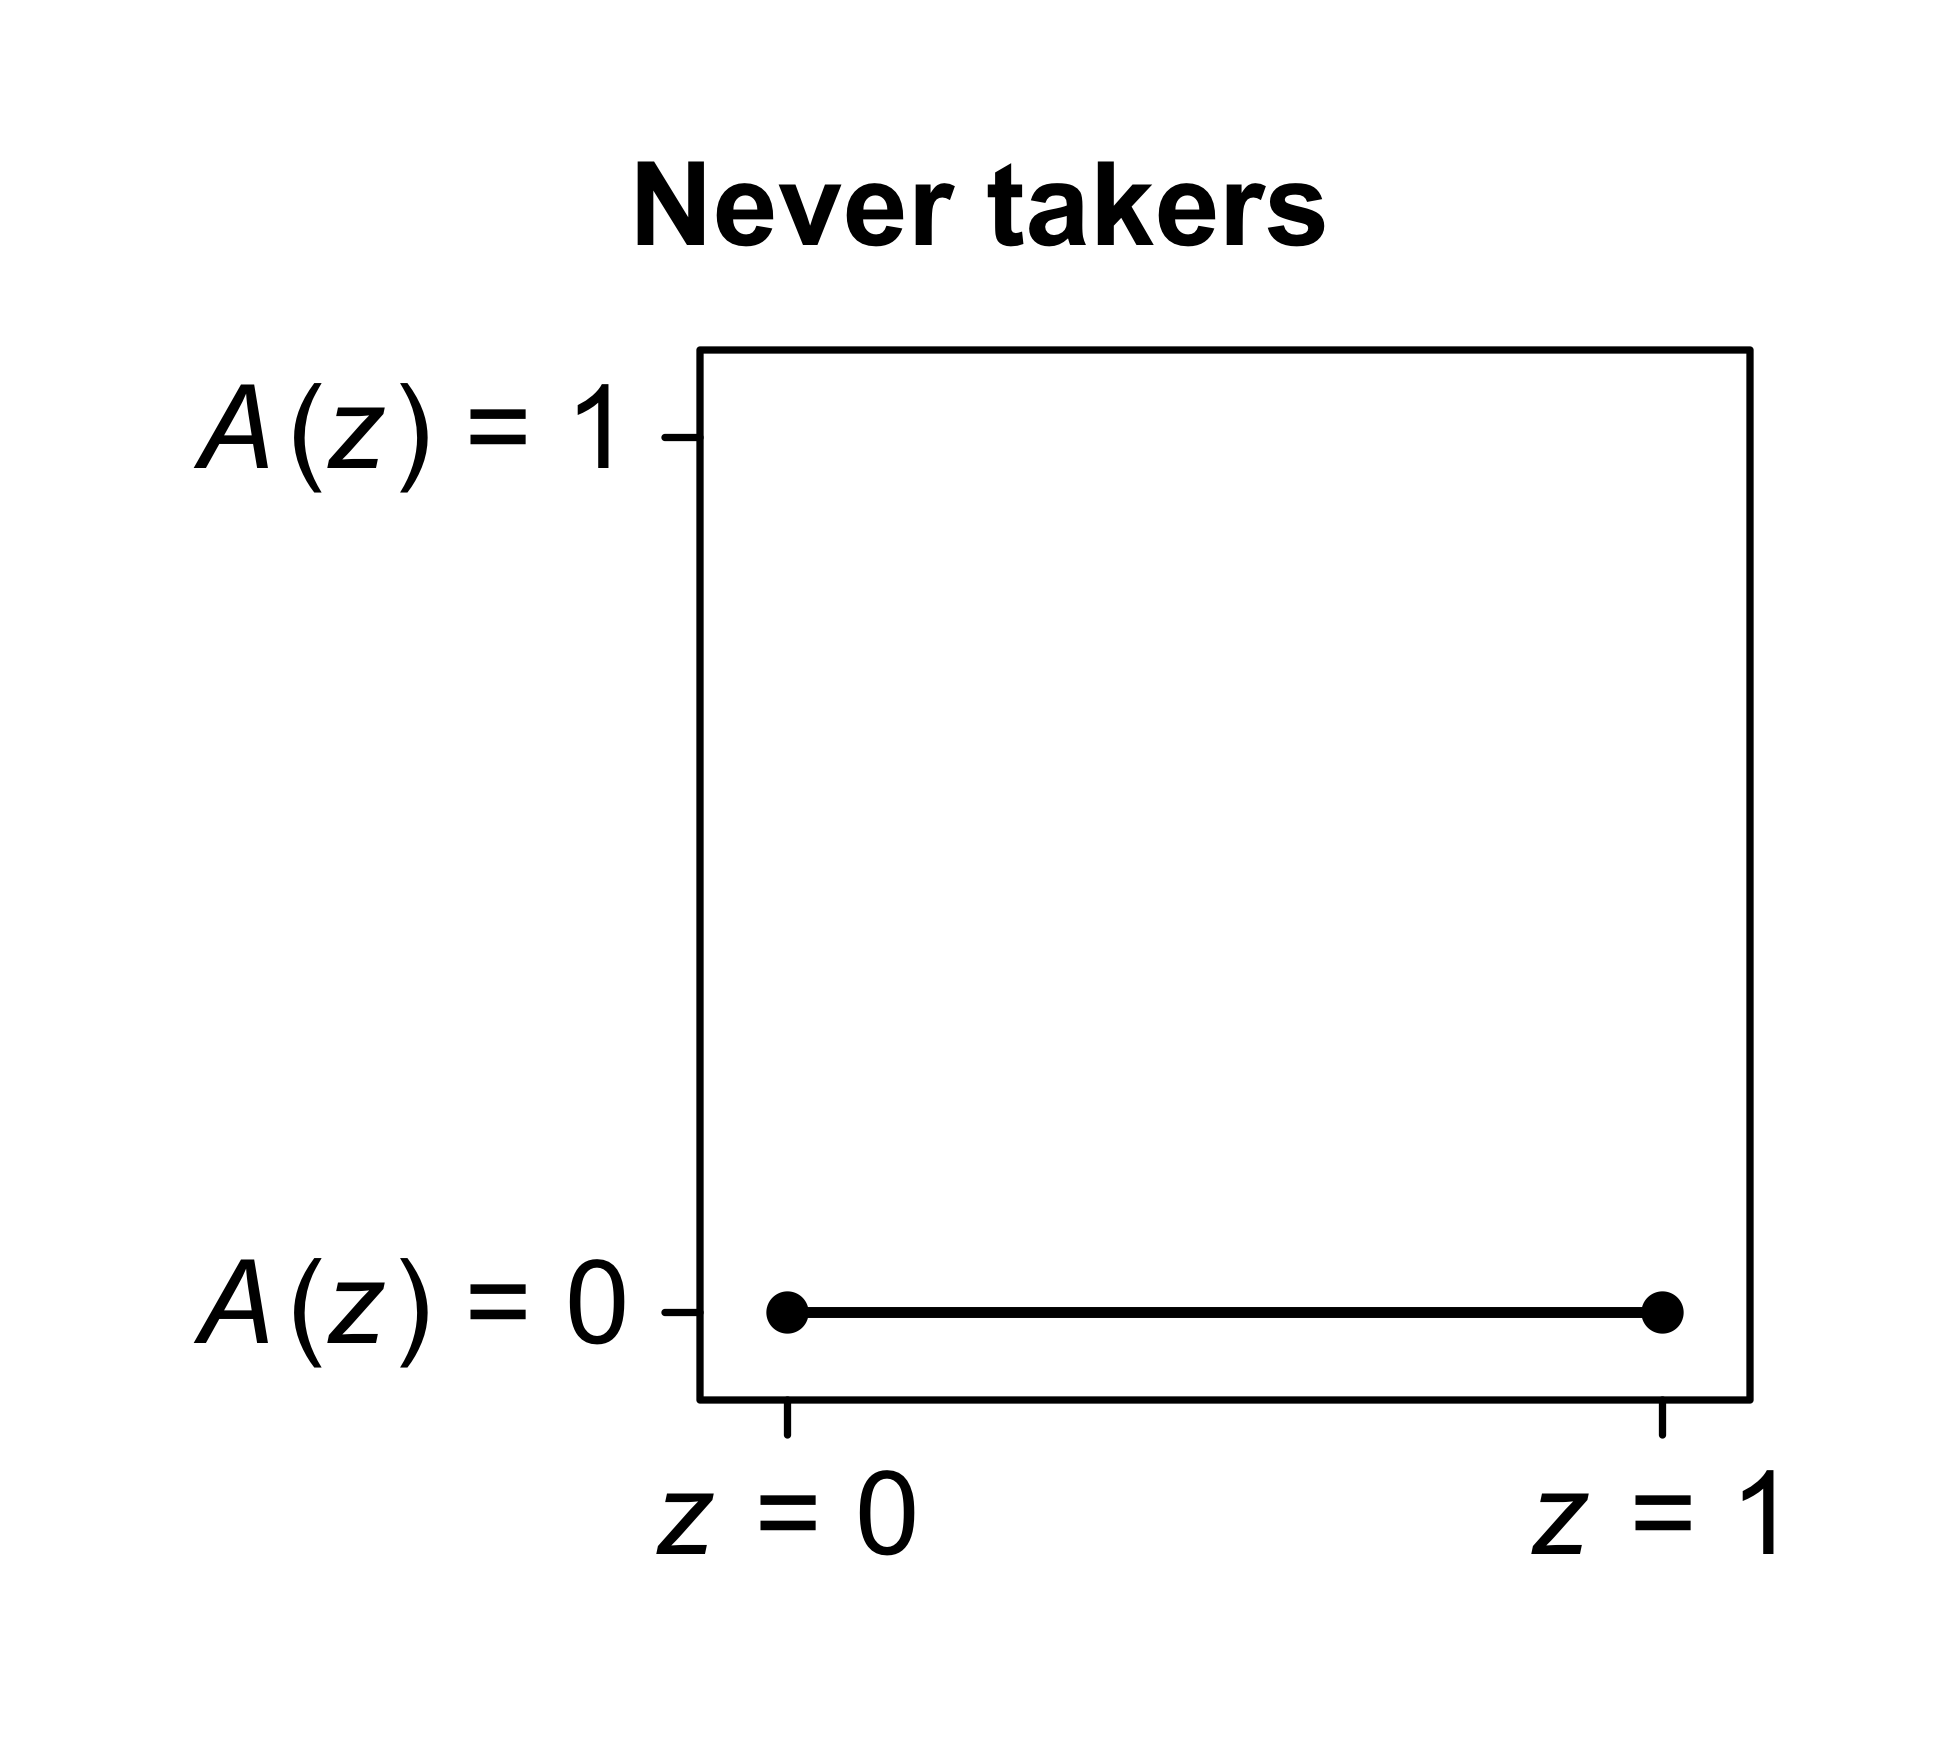 Never takers
A(z) = 1
A(z) = 0
z = 0
z = 1